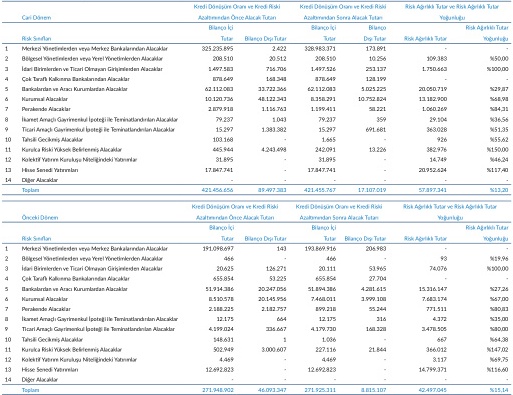 Kredi Dönüşüm Oranı ve Kredi Riski Kredi Dönüşüm Oranı ve Kredi Riski Risk Ağırlıklı Tutar ve Risk Ağırlıklı Tutar
Cari Dönem Azaltımından Önce Alacak Tutarı Azaltımından Sonra Alacak Tutarı Yoğunluğu
Bilanço İçi Bilanço İçi Bilanço Risk Ağırlıklı Tutar
Risk Sınıfları Tutar Bilanço Dışı Tutar Tutar Dışı Tutar Risk Ağırlıklı Tutar Yoğunluğu
1 Merkezi Yönetimlerden veya Merkez Bankalarından Alacaklar 325.235.895 2.422 328.983.371 173.891 - -
2 Bölgesel Yönetimlerden veya Yerel Yönetimlerden Alacaklar 208.510 20.512 208.510 10.256 109.383 %50,00
3 İdari Birimlerden ve Ticari Olmayan Girişimlerden Alacaklar 1.497.583 716.706 1.497.526 253.137 1.750.663 %100,00
4 Çok Taraflı Kalkınma Bankalarından Alacaklar 878.649 168.348 878.649 128.199 - -
5 Bankalardan ve Aracı Kurumlardan Alacaklar 62.112.083 33.722.366 62.112.083 5.025.225 20.050.719 %29,87
6 Kurumsal Alacaklar 10.120.736 48.122.343 8.358.291 10.752.824 13.182.900 %68,98
7 Perakende Alacaklar 2.879.918 1.116.763 1.199.411 58.221 1.060.269 %84,31
8 İkamet Amaçlı Gayrimenkul İpoteği ile Teminatlandırılan Alacaklar 79.237 1.043 79.237 359 29.104 %36,56
9 Ticari Amaçlı Gayrimenkul İpoteği ile Teminatlandırılan Alacaklar 15.297 1.383.382 15.297 691.681 363.028 %51,35
10 Tahsili Gecikmiş Alacaklar 103.168 - 1.665 - 926 %55,62
11 Kurulca Riski Yüksek Belirlenmiş Alacaklar 445.944 4.243.498 242.091 13.226 382.976 %150,00
12 Kolektif Yatırım Kuruluşu Niteliğindeki Yatırımlar 31.895 - 31.895 - 14.749 %46,24
13 Hisse Senedi Yatırımları 17.847.741 - 17.847.741 - 20.952.624 %117,40
14 Diğer Alacaklar - - - - - -
Toplam 421.456.656 89.497.383 421.455.767 17.107.019 57.897.341 %13,20
Kredi Dönüşüm Oranı ve Kredi Riski Kredi Dönüşüm Oranı ve Kredi Riski Risk Ağırlıklı Tutar ve Risk Ağırlıklı Tutar
Önceki Dönem Azaltımından Önce Alacak Tutarı Azaltımından Sonra Alacak Tutarı Yoğunluğu
Bilanço İçi Bilanço İçi Risk Ağırlıklı Tutar
Risk Sınıfları Tutar Bilanço Dışı Tutar Tutar Bilanço Dışı Tutar Risk Ağırlıklı Tutar Yoğunluğu
1 Merkezi Yönetimlerden veya Merkez Bankalarından Alacaklar 191.098.697 143 193.869.916 206.983 - -
2 Bölgesel Yönetimlerden veya Yerel Yönetimlerden Alacaklar 466 - 466 - 93 %19,96
3 İdari Birimlerden ve Ticari Olmayan Girişimlerden Alacaklar 20.625 126.271 20.111 53.965 74.076 %100,00
4 Çok Taraflı Kalkınma Bankalarından Alacaklar 655.854 53.225 655.854 27.704 - -
5 Bankalardan ve Aracı Kurumlardan Alacaklar 51.914.386 20.247.056 51.894.386 4.281.615 15.316.147 %27,26
6 Kurumsal Alacaklar 8.510.578 20.145.956 7.468.011 3.999.108 7.683.174 %67,00
7 Perakende Alacaklar 2.188.225 2.182.757 899.218 55.244 771.511 %80,83
8 İkamet Amaçlı Gayrimenkul İpoteği ile Teminatlandırılan Alacaklar 12.175 664 12.175 316 4.372 %35,00
9 Ticari Amaçlı Gayrimenkul İpoteği ile Teminatlandırılan Alacaklar 4.199.024 336.667 4.179.730 168.328 3.478.505 %80,00
10 Tahsili Gecikmiş Alacaklar 148.631 1 1.036 - 667 %64,38
11 Kurulca Riski Yüksek Belirlenmiş Alacaklar 502.949 3.000.607 227.116 21.844 366.012 %147,02
12 Kolektif Yatırım Kuruluşu Niteliğindeki Yatırımlar 4.469 - 4.469 - 3.117 %69,75
13 Hisse Senedi Yatırımları 12.692.823 - 12.692.823 - 14.799.371 %116,60
14 Diğer Alacaklar - - - - - -
Toplam 271.948.902 46.093.347 271.925.311 8.815.107 42.497.045 %15,14